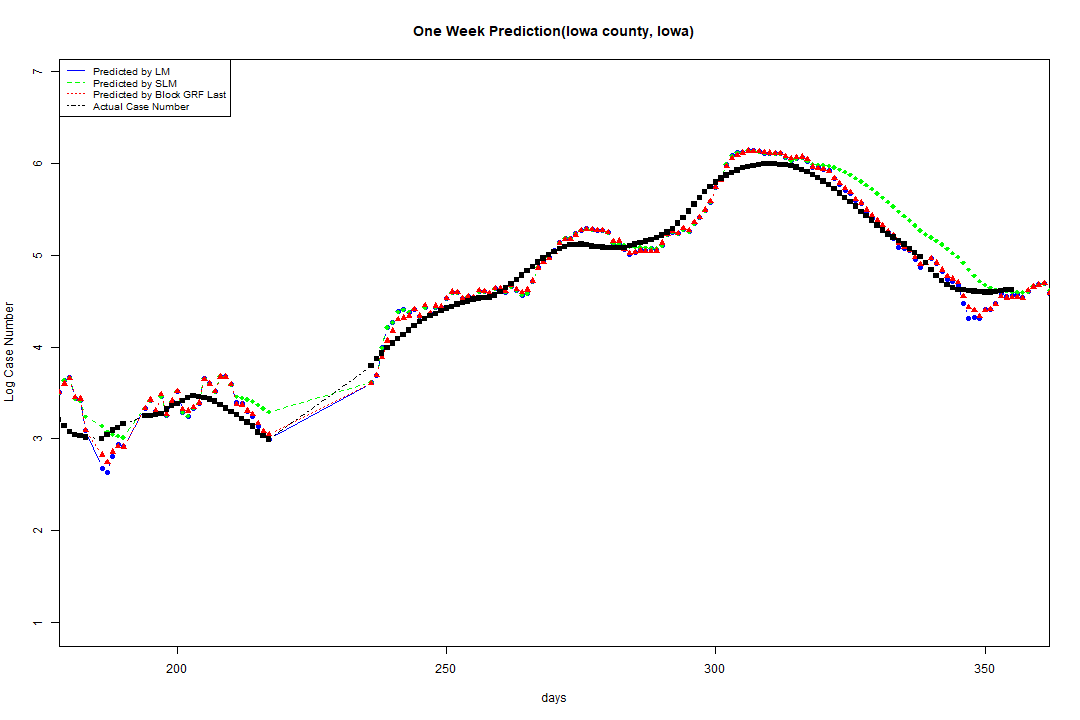 One Week Prediction(Iowa county, Iowa)
Predicted by LM
Predicted by SLM
Predicted by Block GRF Last
Actual Case Number
Log Case Number
7
6
5
4
3
2
1
200
250
300
350
days